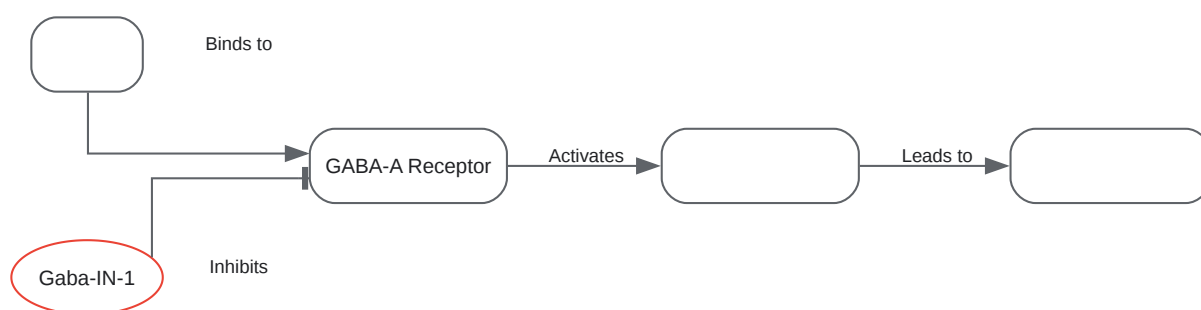 Binds to
GABA-A Receptor
Activates
Leads to
Gaba-IN-1
Inhibits